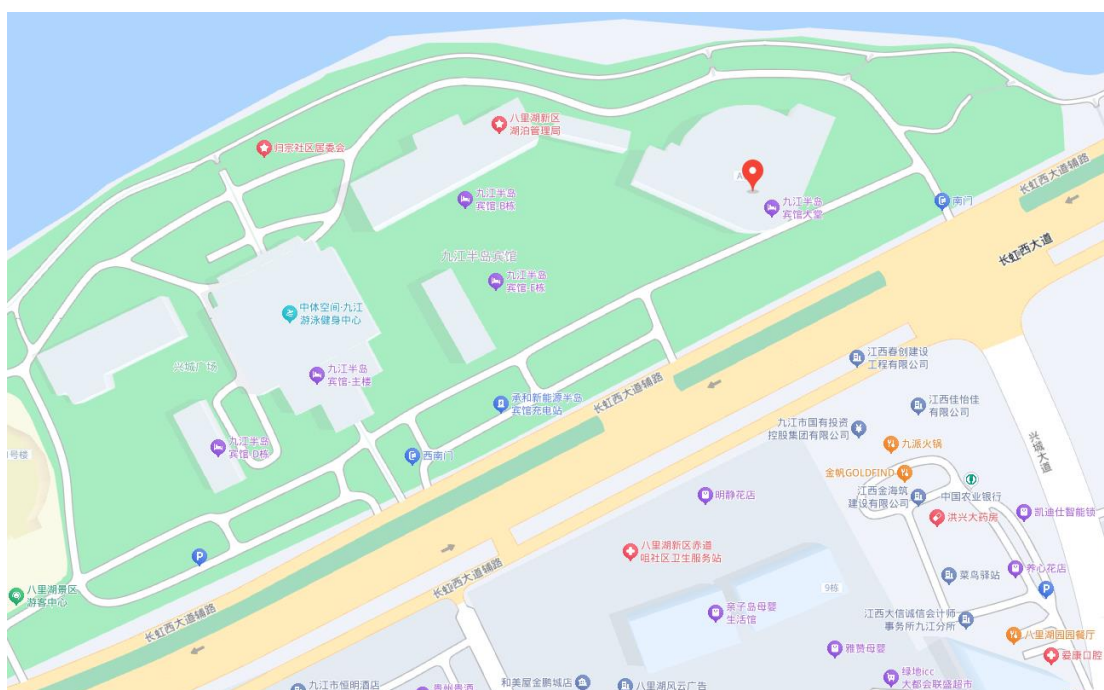 八里湖新区
湖泊管理局
归宗社区居委会
九江半岛
宾馆-B栋
A
九江半岛
宾馆大堂
南门
长虹西大道辅路
长虹西大道
九江半岛宾馆
九江半岛
宾馆-E栋
中体空间·九江
游泳健身中心
兴城广场
九江半岛
宾馆-主楼
承和新能源半岛
宾馆充电站
长虹西大道辅路
江西春创建设
工程有限公司
江西佳怡佳
有限公司
九江市国有投资
控股集团有限公司
九派火锅
兴城大道
九江半岛
宾馆-D栋
西南门
号楼
金帆GOLDFIND
江西金海筑
建设有限公司
中国农业银行
明静花店
洪兴大药房
凯迪仕智能锁
P
八里湖新区赤道
咀社区卫生服务站
长虹西大道辅路
八里湖景区
游客中心
菜鸟驿站
养心花店
9栋
P
长虹西大道辅路
亲子岛母婴
生活馆
江西大信诚信会计师
事务所九江分所
八里湖囩囩餐厅
雅赞母婴
爱康口腔
绿地icc
大都会联盛超市
九江市恒明酒店
贵州贵酒
和美屋金鹏城店
八里湖风云广告